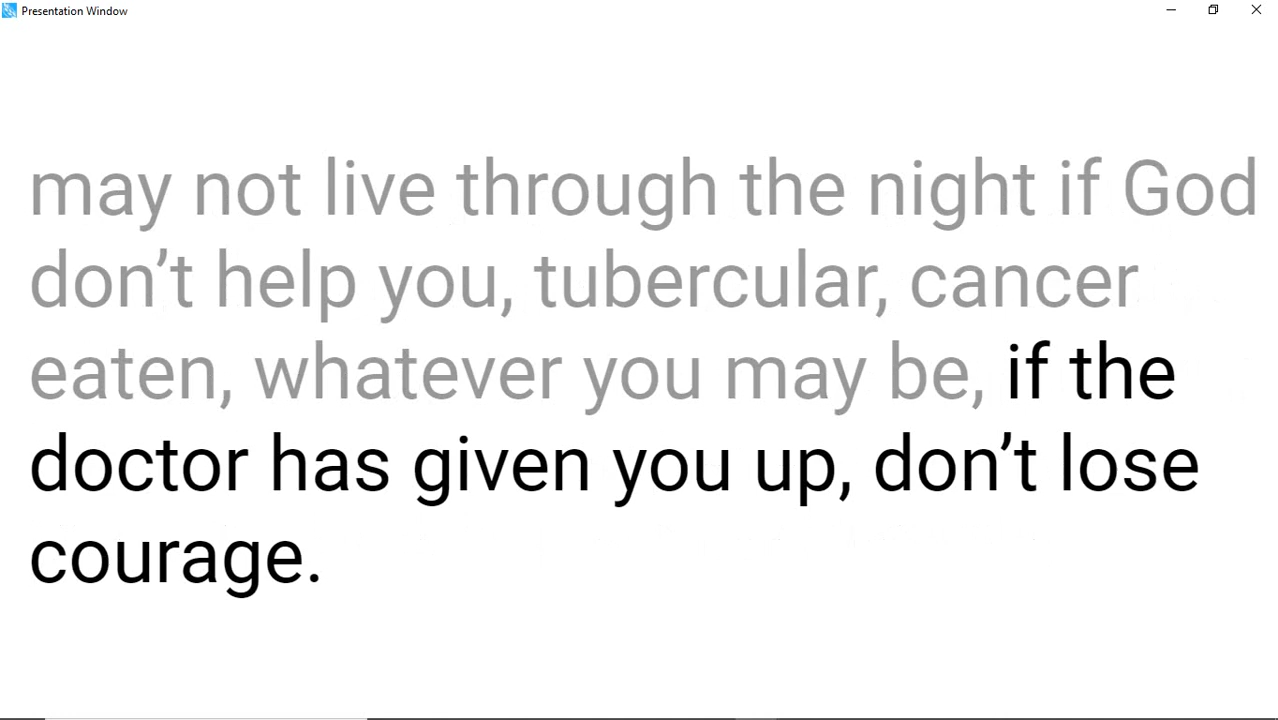 Presentation Window
may not live through the night if God
don’t help you, tubercular, cancer
eaten, whatever you may be, if the
doctor has given you up, don’t lose
courage.